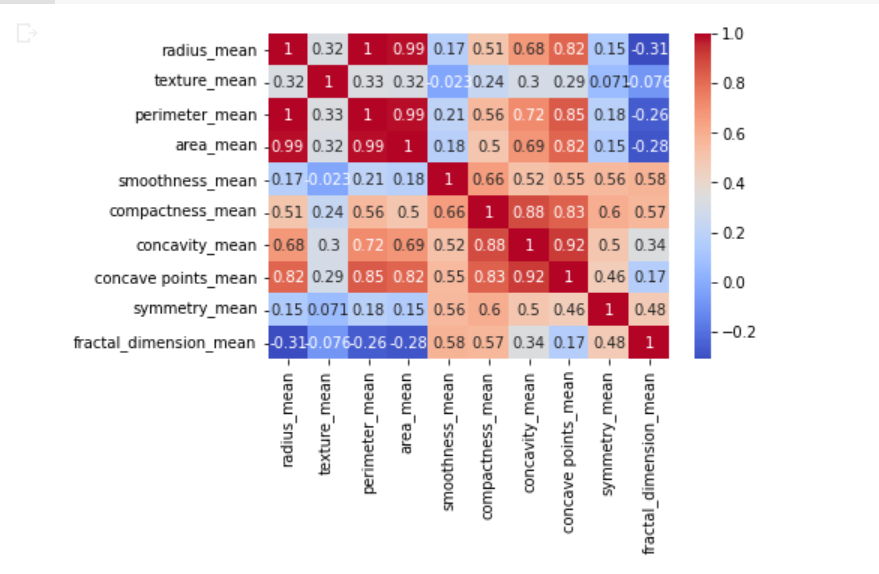 radius_mean 1 0.32 1 0.99 0.17 0.51 0.68 0.82 0.15 -0.31
texture_mean 0.32 1 0.33 0.32 -0.023 0.24 0.3 0.29 0.071 -0.076
perimeter_mean 1 0.33 1 0.99 0.21 0.56 0.72 0.85 0.18 -0.26
area_mean 0.99 0.32 0.99 1 0.18 0.5 0.69 0.82 0.15 -0.28
smoothness_mean 0.17 -0.023 0.21 0.18 1 0.66 0.52 0.55 0.56 0.58
compactness_mean 0.51 0.24 0.56 0.5 0.66 1 0.88 0.83 0.6 0.57
concavity_mean 0.68 0.3 0.72 0.69 0.52 0.88 1 0.92 0.5 0.34
concave points_mean 0.82 0.29 0.85 0.82 0.55 0.83 0.92 1 0.46 0.17
symmetry_mean 0.15 0.071 0.18 0.15 0.56 0.6 0.5 0.46 1 0.48
fractal_dimension_mean -0.31 -0.076 -0.26 -0.28 0.58 0.57 0.34 0.17 0.48 1
radius_mean
texture_mean
perimeter_mean
area_mean
smoothness_mean
compactness_mean
concavity_mean
concave points_mean
symmetry_mean
fractal_dimension_mean
1.0
0.8
0.6
0.4
0.2
0.0
−0.2